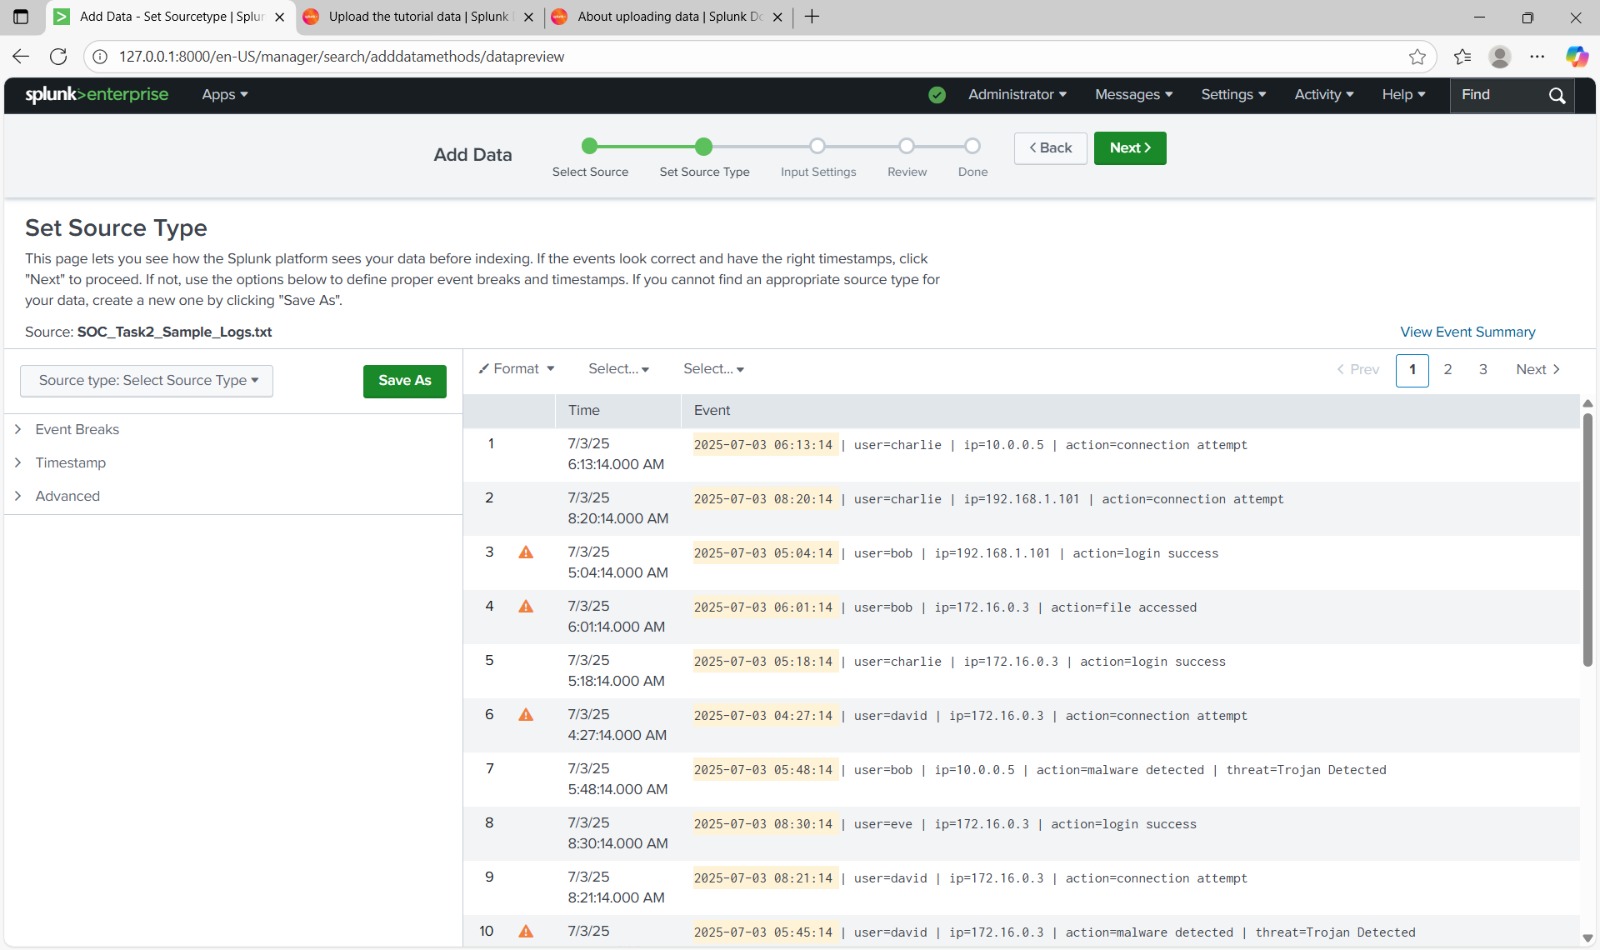 Add Data - Set Sourcetype | Splun
Upload the tutorial data | Splunk
About uploading data | Splunk Do
127.0.0.1:8000/en-US/manager/search/adddatamethods/datapreview
splunk>enterprise Apps Administrator Messages Settings Activity Help Find
Add Data
Select Source Set Source Type Input Settings Review Done
< Back Next >
Set Source Type
This page lets you see how the Splunk platform sees your data before indexing. If the events look correct and have the right timestamps, click
"Next" to proceed. If not, use the options below to define proper event breaks and timestamps. If you cannot find an appropriate source type for
your data, create a new one by clicking "Save As".
Source: SOC_Task2_Sample_Logs.txt
View Event Summary
Source type: Select Source Type
Save As
Event Breaks
Timestamp
Advanced
Format Select... Select...
< Prev 1 2 3 Next >
Time Event
1 7/3/25 2025-07-03 06:13:14 | user=charlie | ip=10.0.0.5 | action=connection attempt
6:13:14.000 AM
2 7/3/25 2025-07-03 08:20:14 | user=charlie | ip=192.168.1.101 | action=connection attempt
8:20:14.000 AM
3 7/3/25 2025-07-03 05:04:14 | user=bob | ip=192.168.1.101 | action=login success
5:04:14.000 AM
4 7/3/25 2025-07-03 06:01:14 | user=bob | ip=172.16.0.3 | action=file accessed
6:01:14.000 AM
5 7/3/25 2025-07-03 05:18:14 | user=charlie | ip=172.16.0.3 | action=login success
5:18:14.000 AM
6 7/3/25 2025-07-03 04:27:14 | user=david | ip=172.16.0.3 | action=connection attempt
4:27:14.000 AM
7 7/3/25 2025-07-03 05:48:14 | user=bob | ip=10.0.0.5 | action=malware detected | threat=Trojan Detected
5:48:14.000 AM
8 7/3/25 2025-07-03 08:30:14 | user=eve | ip=172.16.0.3 | action=login success
8:30:14.000 AM
9 7/3/25 2025-07-03 08:21:14 | user=david | ip=172.16.0.3 | action=connection attempt
8:21:14.000 AM
10 7/3/25 2025-07-03 05:45:14 | user=david | ip=172.16.0.3 | action=malware detected | threat=Trojan Detected